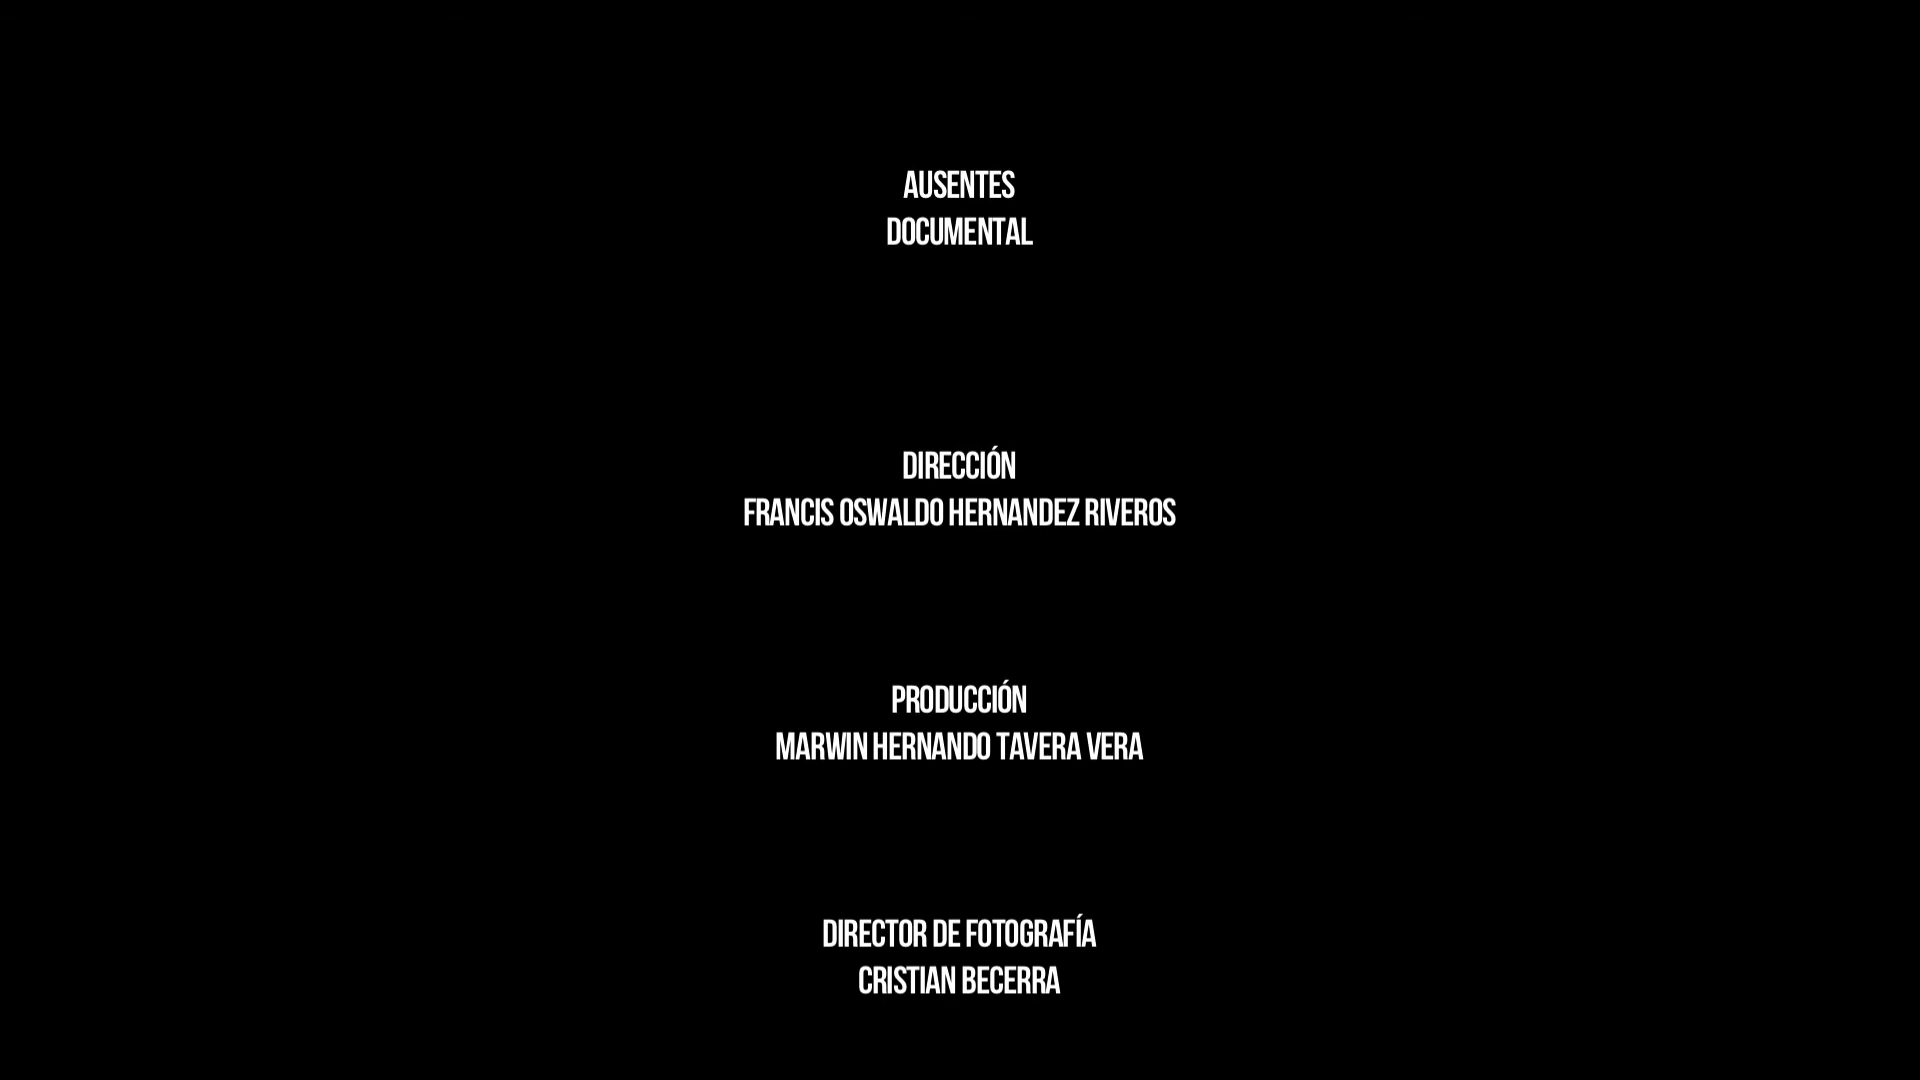 AUSENTES
DOCUMENTAL
DIRECCIÓN
FRANCIS OSWALDO HERNANDEZ RIVEROS
PRODUCCIÓN
MARWIN HERNANDO TAVERA VERA
DIRECTOR DE FOTOGRAFÍA
CRISTIAN BECERRA